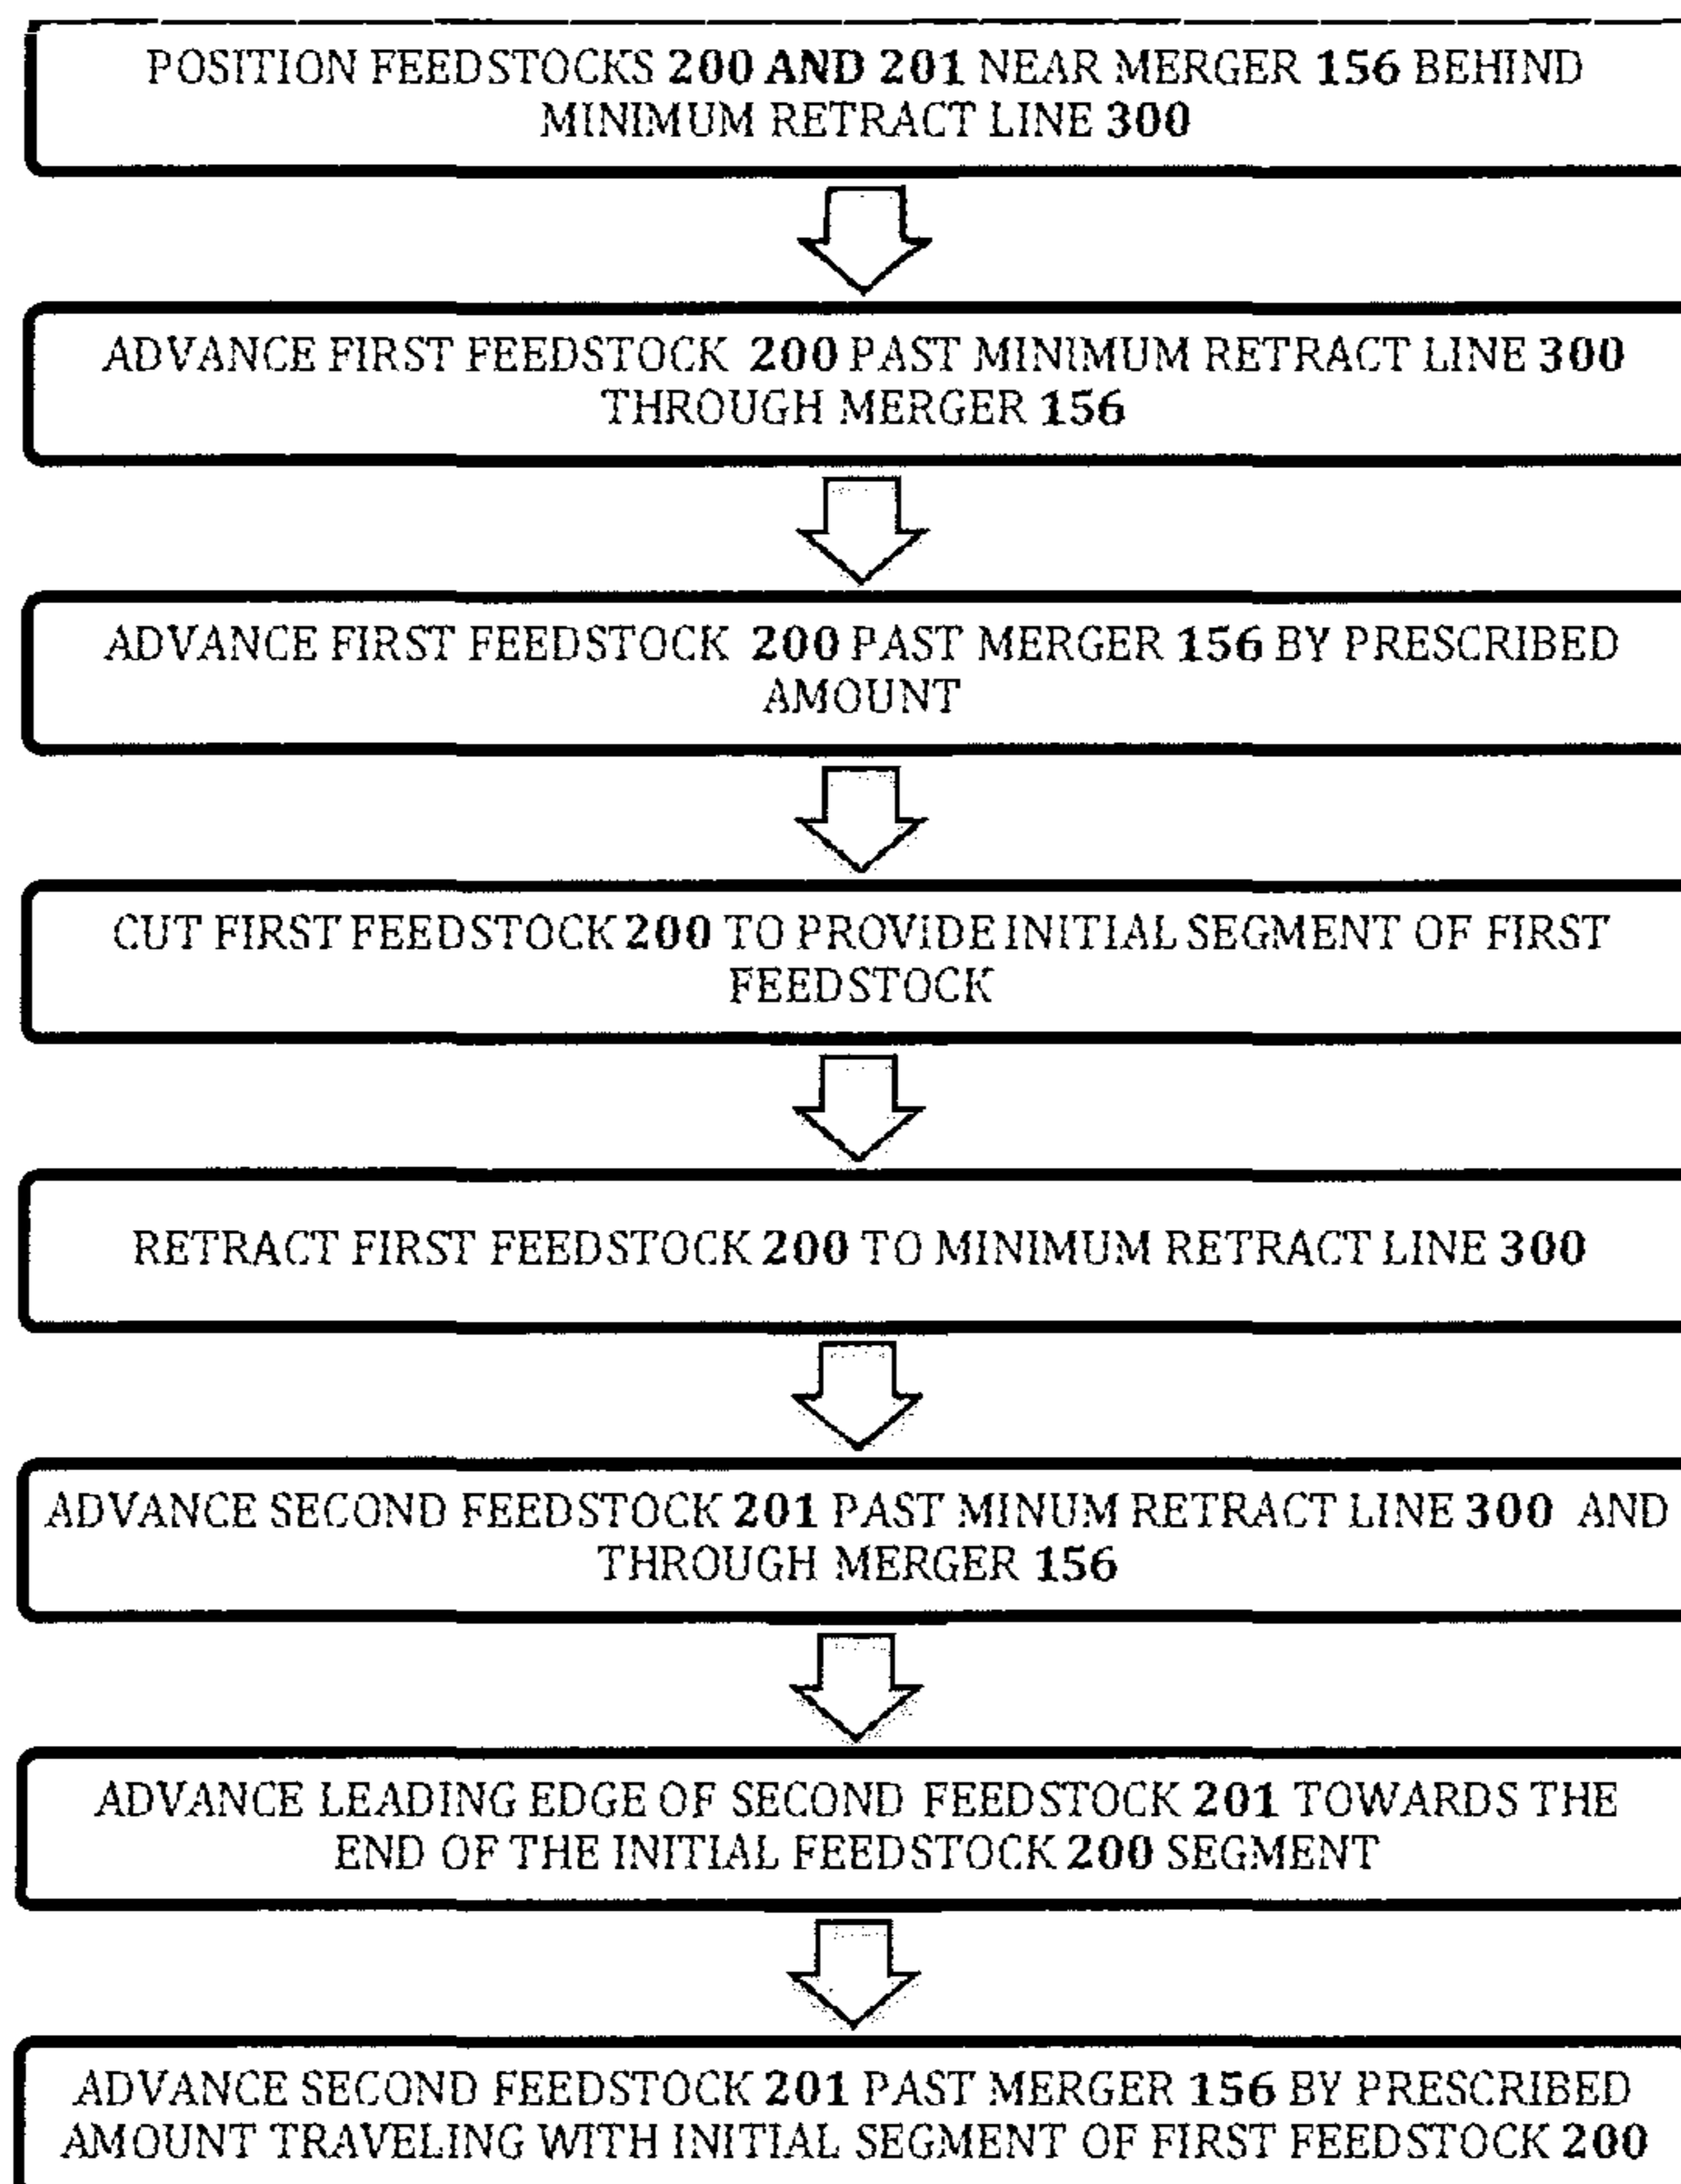 POSITION FEEDSTOCKS 200 AND 201 NEAR MERGER 156 BEHIND
MINIMUM RETRACT LINE 300
ADVANCE FIRST FEEDSTOCK 200 PAST MINIMUM RETRACT LINE 300
THROUGH MERGER 156
ADVANCE FIRST FEEDSTOCK 200 PAST MERGER 156 BY PRESCRIBED
AMOUNT
CUT FIRST FEEDSTOCK 200 TO PROVIDE INITIAL SEGMENT OF FIRST
FEEDSTOCK
RETRACT FIRST FEEDSTOCK 200 TO MINIMUM RETRACT LINE 300
ADVANCE SECOND FEEDSTOCK 201 PAST MINUM RETRACT LINE 300 AND
THROUGH MERGER 156
ADVANCE LEADING EDGE OF SECOND FEEDSTOCK 201 TOWARDS THE
END OF THE INITIAL FEEDSTOCK 200 SEGMENT
ADVANCE SECOND FEEDSTOCK 201 PAST MERGER 156 BY PRESCRIBED
AMOUNT TRAVELING WITH INITIAL SEGMENT OF FIRST FEEDSTOCK 200